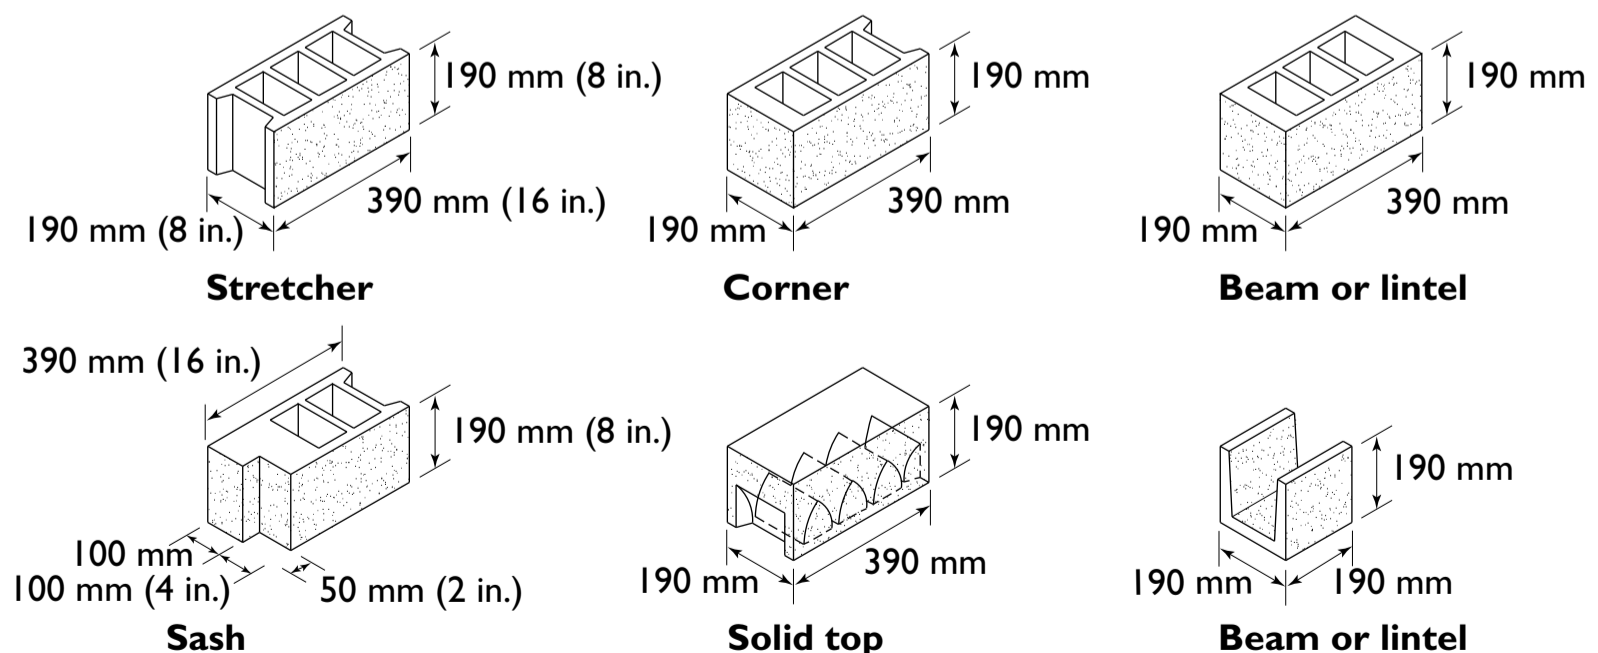 190 mm (8 in.)
390 mm (16 in.)
190 mm (8 in.)
Stretcher
190 mm
390 mm
190 mm
Corner
190 mm
390 mm
190 mm
Beam or lintel
390 mm (16 in.)
190 mm (8 in.)
100 mm
100 mm (4 in.)
50 mm (2 in.)
Sash
190 mm
390 mm
190 mm
Solid top
190 mm
190 mm
190 mm
Beam or lintel